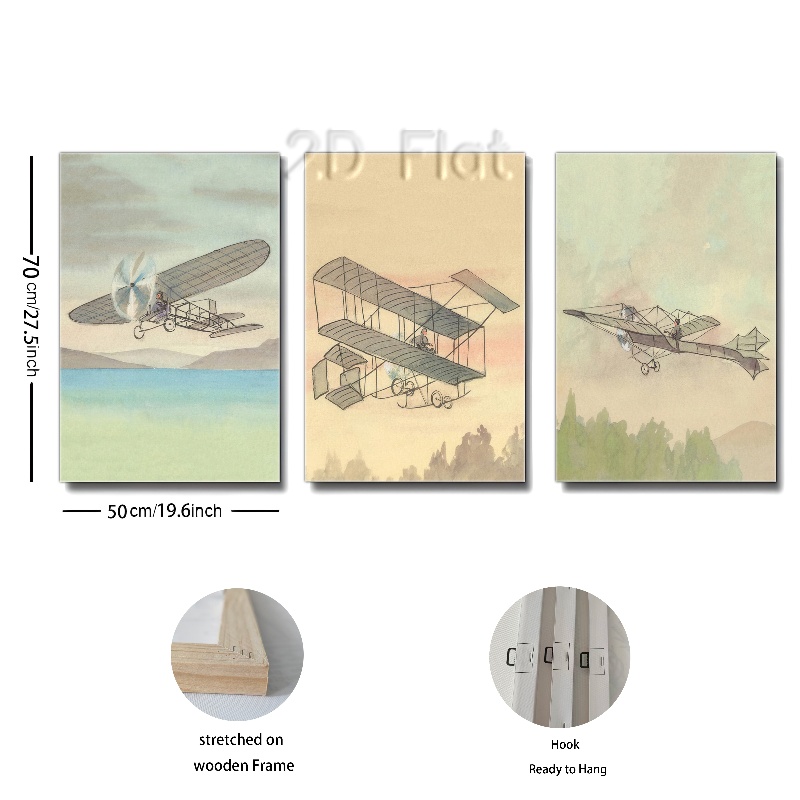 2D Flat
70 cm/27.5inch
50cm/19.6inch
stretched on
wooden Frame
Hook
Ready to Hang